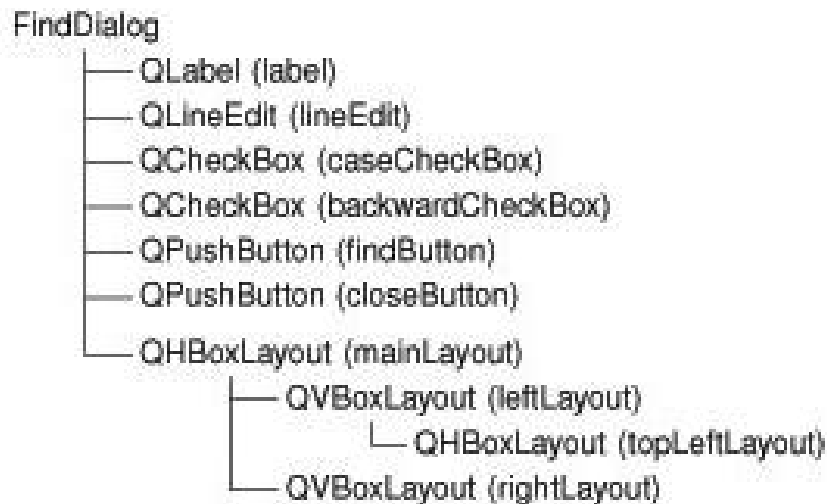 FindDialog
QLabel (label)
QLineEdit (lineEdit)
QCheckBox (caseCheckBox)
QCheckBox (backwardCheckBox)
QPushButton (findButton)
QPushButton (closeButton)
QHBoxLayout (mainLayout)
QVBoxLayout (leftLayout)
QHBoxLayout (topLeftLayout)
QVBoxLayout (rightLayout)